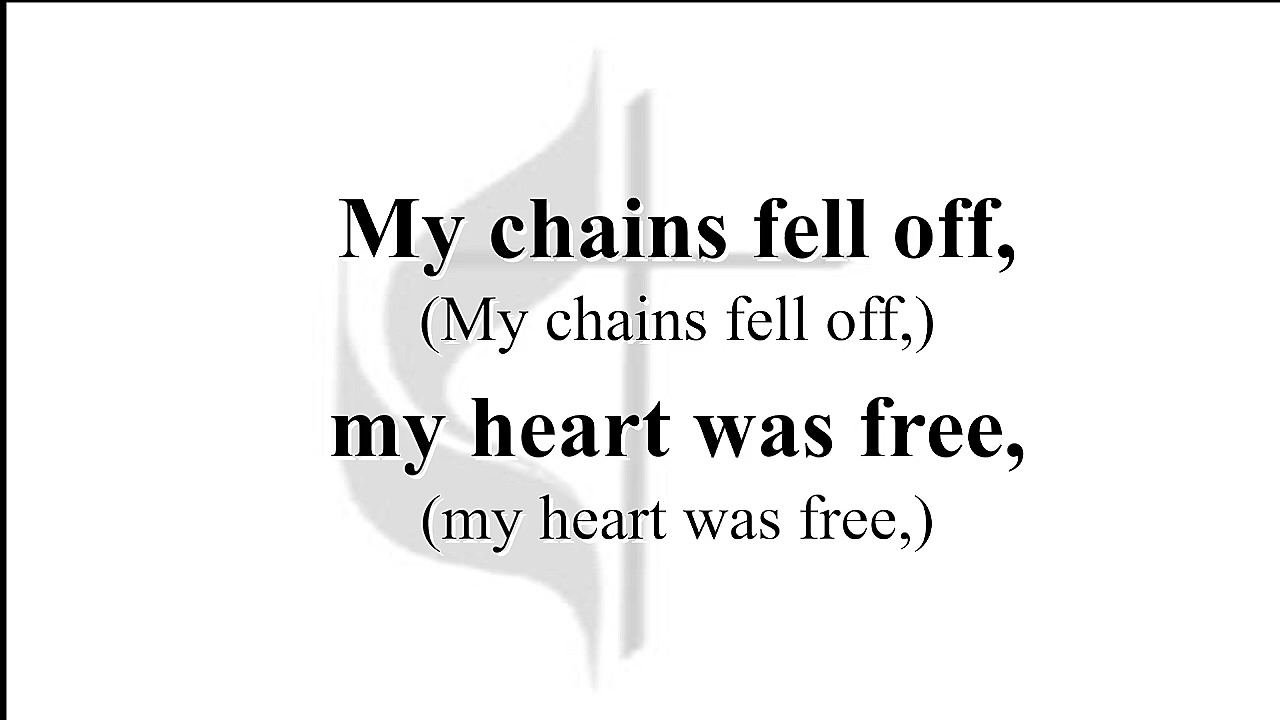 My chains fell off,
(My chains fell off,)
my heart was free,
(my heart was free,)